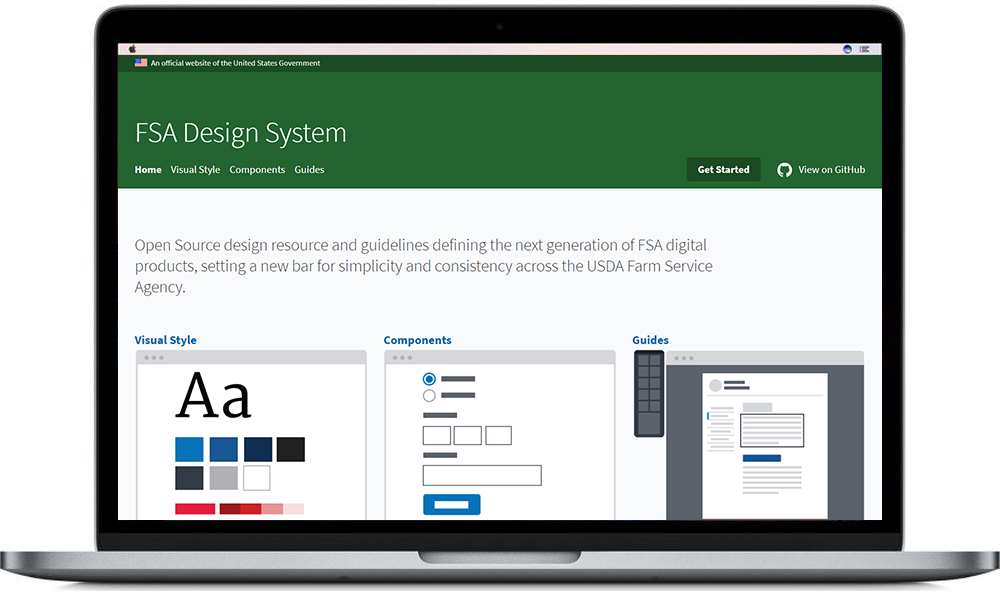 An official website of the United States Government
FSA Design System
Home Visual Style Components Guides
Get Started
View on GitHub
Open Source design resource and guidelines defining the next generation of FSA digital
products, setting a new bar for simplicity and consistency across the USDA Farm Service
Agency.
Visual Style
Components
Guides
Aa